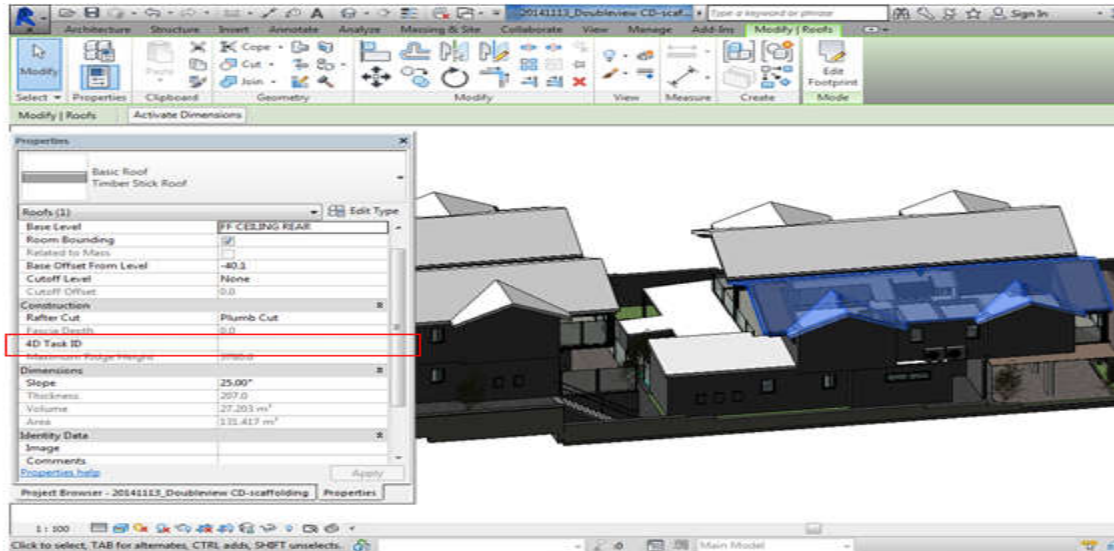 20141113_Doubleview CD-scaf...
Type a keyword or phrase
Sign In
Architecture Structure Insert Annotate Analyze Massing & Site Collaborate View Manage Add-Ins Modify | Roofs
Modify
Paste
Cope
Cut
Join
Edit
Footprint
Select Properties Clipboard Geometry Modify View Measure Create Mode
Modify | Roofs Activate Dimensions
Properties
Basic Roof
Timber Stick Roof
Roofs (1) Edit Type
Base Level FF CEILING REAR
Room Bounding
Related to Mass
Base Offset From Level -40.1
Cutoff Level None
Cutoff Offset 0.0
Construction
Rafter Cut Plumb Cut
Fascia Depth 0.0
4D Task ID
Maximum Ridge Height
Dimensions
Slope 25.00°
Thickness 207.0
Volume 27.203 m³
Area 131.417 m²
Identity Data
Image
Comments
Properties help Apply
Project Browser - 20141113_Doubleview CD-scaffolding Properties
1 : 100
Click to select, TAB for alternates, CTRL adds, SHIFT unselects. :0 Main Model